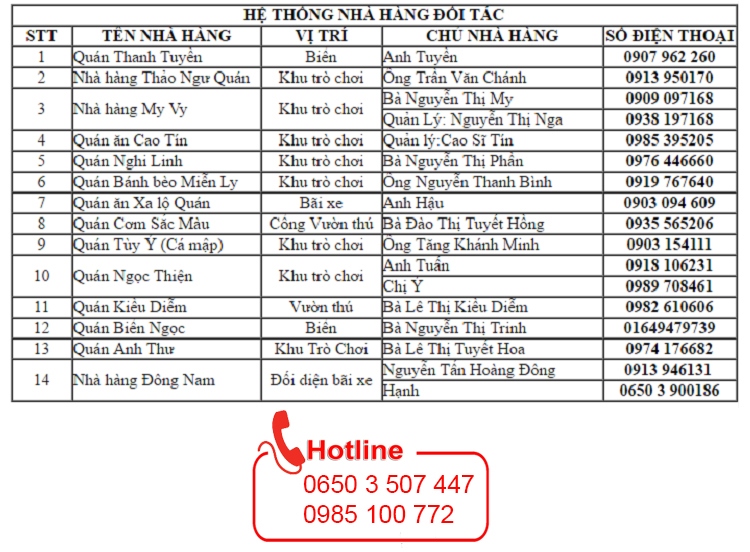 HỆ THỐNG NHÀ HÀNG ĐỐI TÁC
STT TÊN NHÀ HÀNG VỊ TRÍ CHỦ NHÀ HÀNG SỐ ĐIỆN THOẠI
1 Quán Thanh Tuyền Biển Anh Tuyền 0907 962 260
2 Nhà hàng Thảo Ngư Quán Khu trò chơi Ông Trần Văn Chánh 0913 950170
3 Nhà hàng My Vy Khu trò chơi Bà Nguyễn Thị My 0909 097168
Quản Lý: Nguyễn Thị Nga 0938 197168
4 Quán ăn Cao Tín Khu trò chơi Quản lý:Cao Sĩ Tín 0985 395205
5 Quán Nghi Linh Khu trò chơi Bà Nguyễn Thị Phần 0976 446660
6 Quán Bánh bèo Miễn Ly Khu trò chơi Ông Nguyễn Thanh Bình 0919 767640
7 Quán ăn Xa lộ Quán Bãi xe Anh Hậu 0903 094 609
8 Quán Cơm Sắc Màu Cổng Vườn thú Bà Đào Thị Tuyết Hồng 0935 565206
9 Quán Tùy Ý (Cá mập) Khu trò chơi Ông Tăng Khánh Minh 0903 154111
10 Quán Ngọc Thiện Khu trò chơi Anh Tuấn 0918 106231
Chị Ý 0989 708461
11 Quán Kiều Diễm Vườn thú Bà Lê Thị Kiều Diễm 0982 610606
12 Quán Biển Ngọc Biển Bà Nguyễn Thị Trinh 01649479739
13 Quán Anh Thư Khu Trò Chơi Bà Lê Thị Tuyết Hoa 0974 176682
14 Nhà hàng Đông Nam Đối diện bãi xe Nguyễn Tấn Hoàng Đông 0913 946131
Hạnh 0650 3 900186
Hotline
0650 3 507 447
0985 100 772